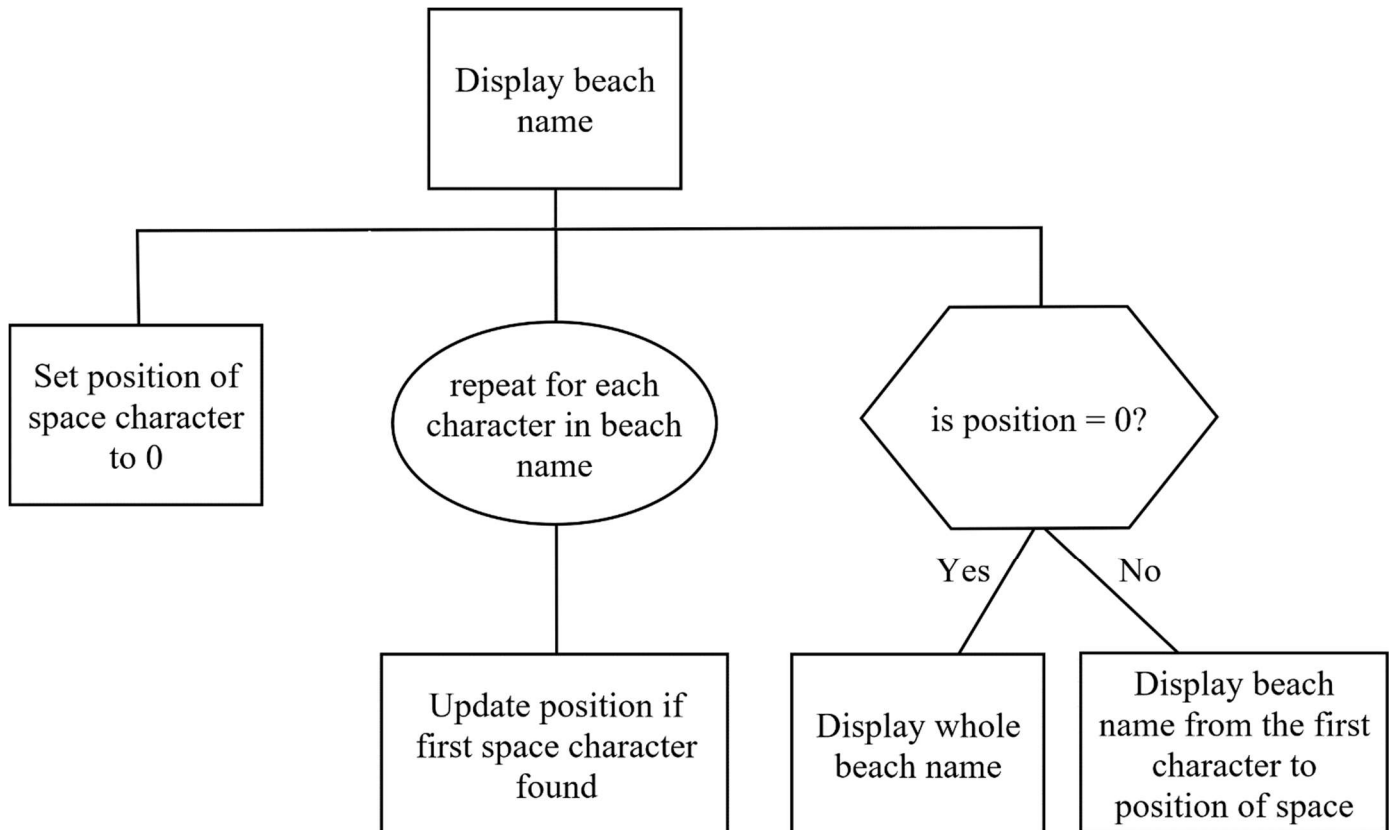 Display beach
name
Set position of
space character
to 0
repeat for each
character in beach
name
is position = 0?
Yes
No
Update position if
first space character
found
Display whole
beach name
Display beach
name from the first
character to
position of space